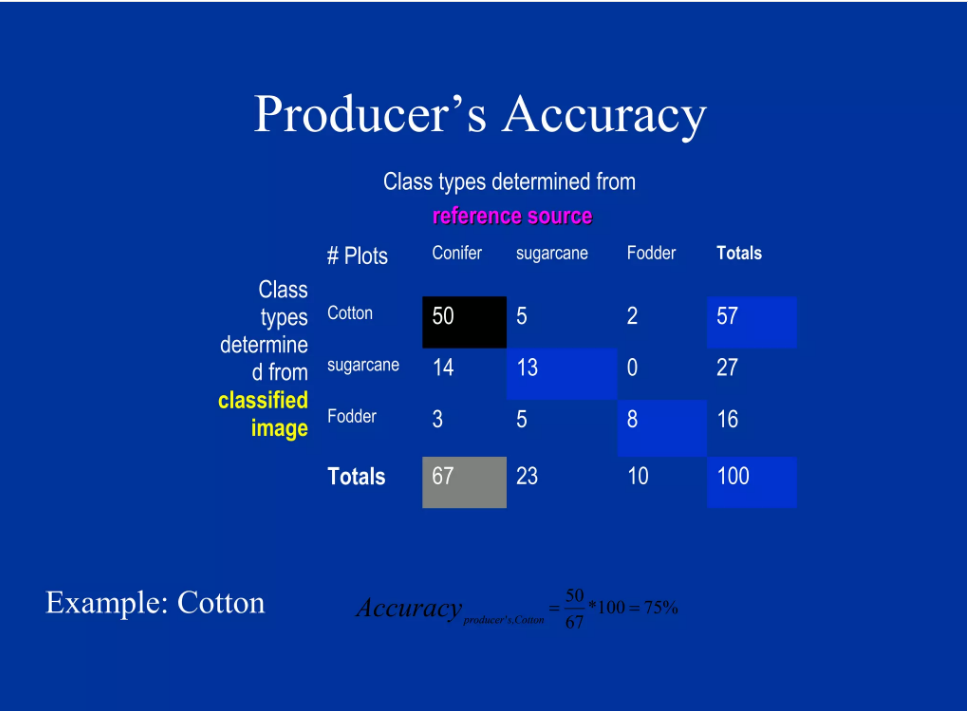 Producer’s Accuracy
Class types determined from
reference source
# Plots Conifer sugarcane Fodder Totals
Class
types
determine
d from
classified
image
Cotton 50 5 2 57
sugarcane 14 13 0 27
Fodder 3 5 8 16
Totals 67 23 10 100
Example: Cotton
Accuracy producer's,Cotton = 50/67 *100 = 75%